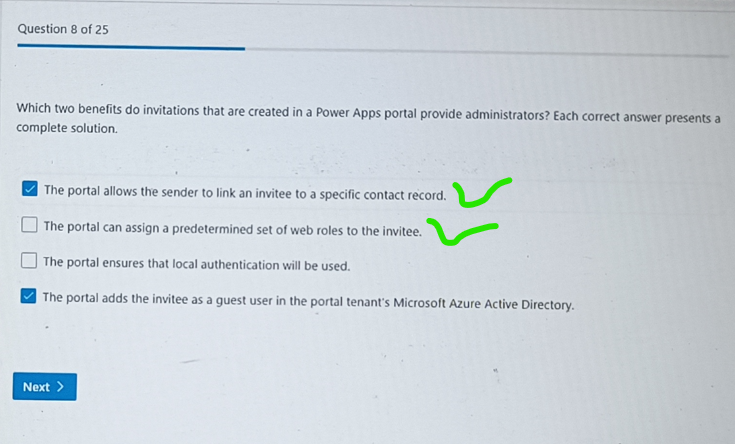 Question 8 of 25
Which two benefits do invitations that are created in a Power Apps portal provide administrators? Each correct answer presents a
complete solution.
The portal allows the sender to link an invitee to a specific contact record.
The portal can assign a predetermined set of web roles to the invitee.
The portal ensures that local authentication will be used.
The portal adds the invitee as a guest user in the portal tenant's Microsoft Azure Active Directory.
Next >